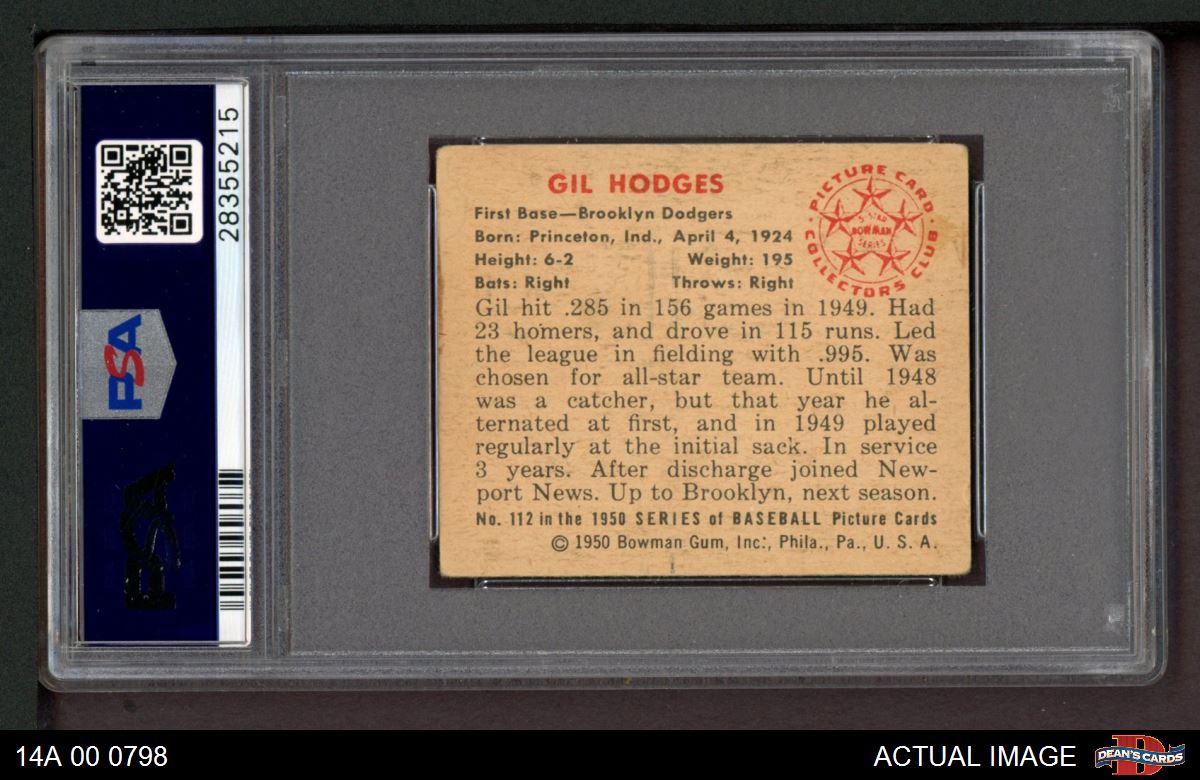 28355215
PSA
PSA
GIL HODGES
First Base—Brooklyn Dodgers
Born: Princeton, Ind., April 4, 1924
Height: 6-2 Weight: 195
Bats: Right Throws: Right
PICTURE CARD
COLLECTORS CLUB
5-STAR
BOWMAN
SERIES
Gil hit .285 in 156 games in 1949. Had
23 homers, and drove in 115 runs. Led
the league in fielding with .995. Was
chosen for all-star team. Until 1948
was a catcher, but that year he al-
ternated at first, and in 1949 played
regularly at the initial sack. In service
3 years. After discharge joined New-
port News. Up to Brooklyn, next season.
No. 112 in the 1950 SERIES of BASEBALL Picture Cards
© 1950 Bowman Gum, Inc., Phila., Pa., U. S. A.
14A 00 0798
ACTUAL IMAGE
DEAN'S CARDS